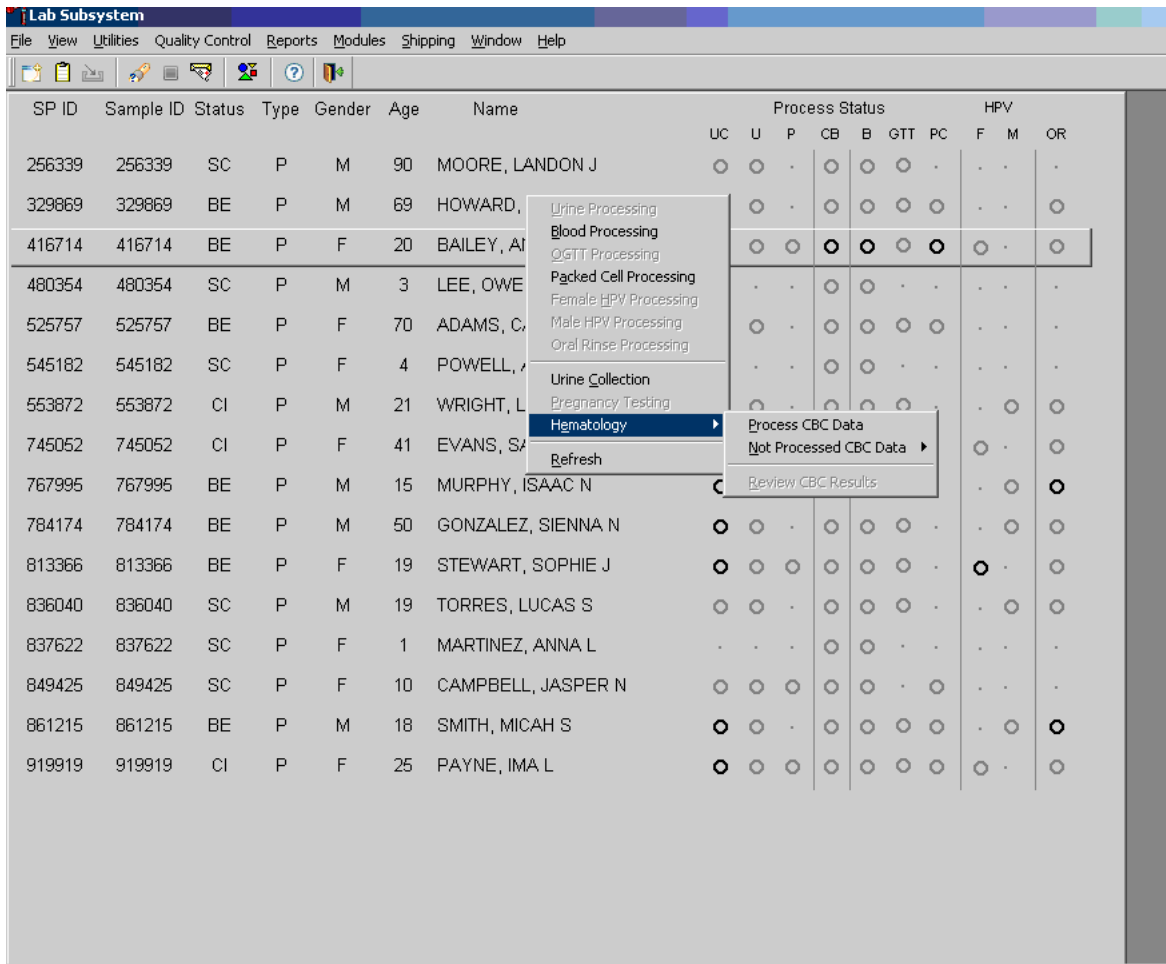 Lab Subsystem
File View Utilities Quality Control Reports Modules Shipping Window Help
SP ID Sample ID Status Type Gender Age Name Process Status HPV
UC U P CB B GTT PC F M OR
256339 256339 SC P M 90 MOORE, LANDON J
329869 329869 BE P M 69 HOWARD,
416714 416714 BE P F 20 BAILEY,
480354 480354 SC P M 3 LEE, OWE
525757 525757 BE P F 70 ADAMS,
545182 545182 SC P F 4 POWELL,
553872 553872 CI P M 21 WRIGHT, L
745052 745052 CI P F 41 EVANS,
767995 767995 BE P M 15 MURPHY, ISAAC N
784174 784174 BE P M 50 GONZALEZ, SIENNA N
813366 813366 BE P F 19 STEWART, SOPHIE J
836040 836040 SC P M 19 TORRES, LUCAS S
837622 837622 SC P F 1 MARTINEZ, ANNA L
849425 849425 SC P F 10 CAMPBELL, JASPER N
861215 861215 BE P M 18 SMITH, MICAH S
919919 919919 CI P F 25 PAYNE, IMA L
Urine Processing
Blood Processing
OGTT Processing
Packed Cell Processing
Female HPV Processing
Male HPV Processing
Oral Rinse Processing
Urine Collection
Pregnancy Testing
Hematology
Refresh
Process CBC Data
Not Processed CBC Data
Review CBC Results